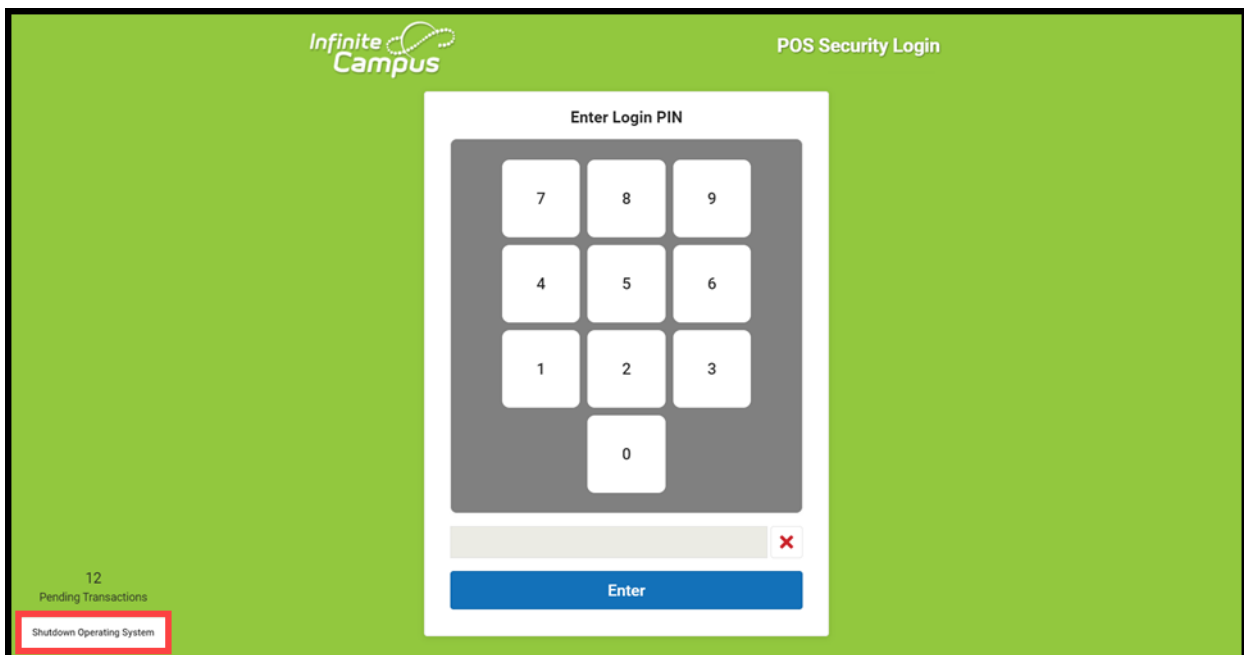 Infinite
Campus
POS Security Login
Enter Login PIN
7 8 9
4 5 6
1 2 3
0
Enter
12
Pending Transactions
Shutdown Operating System